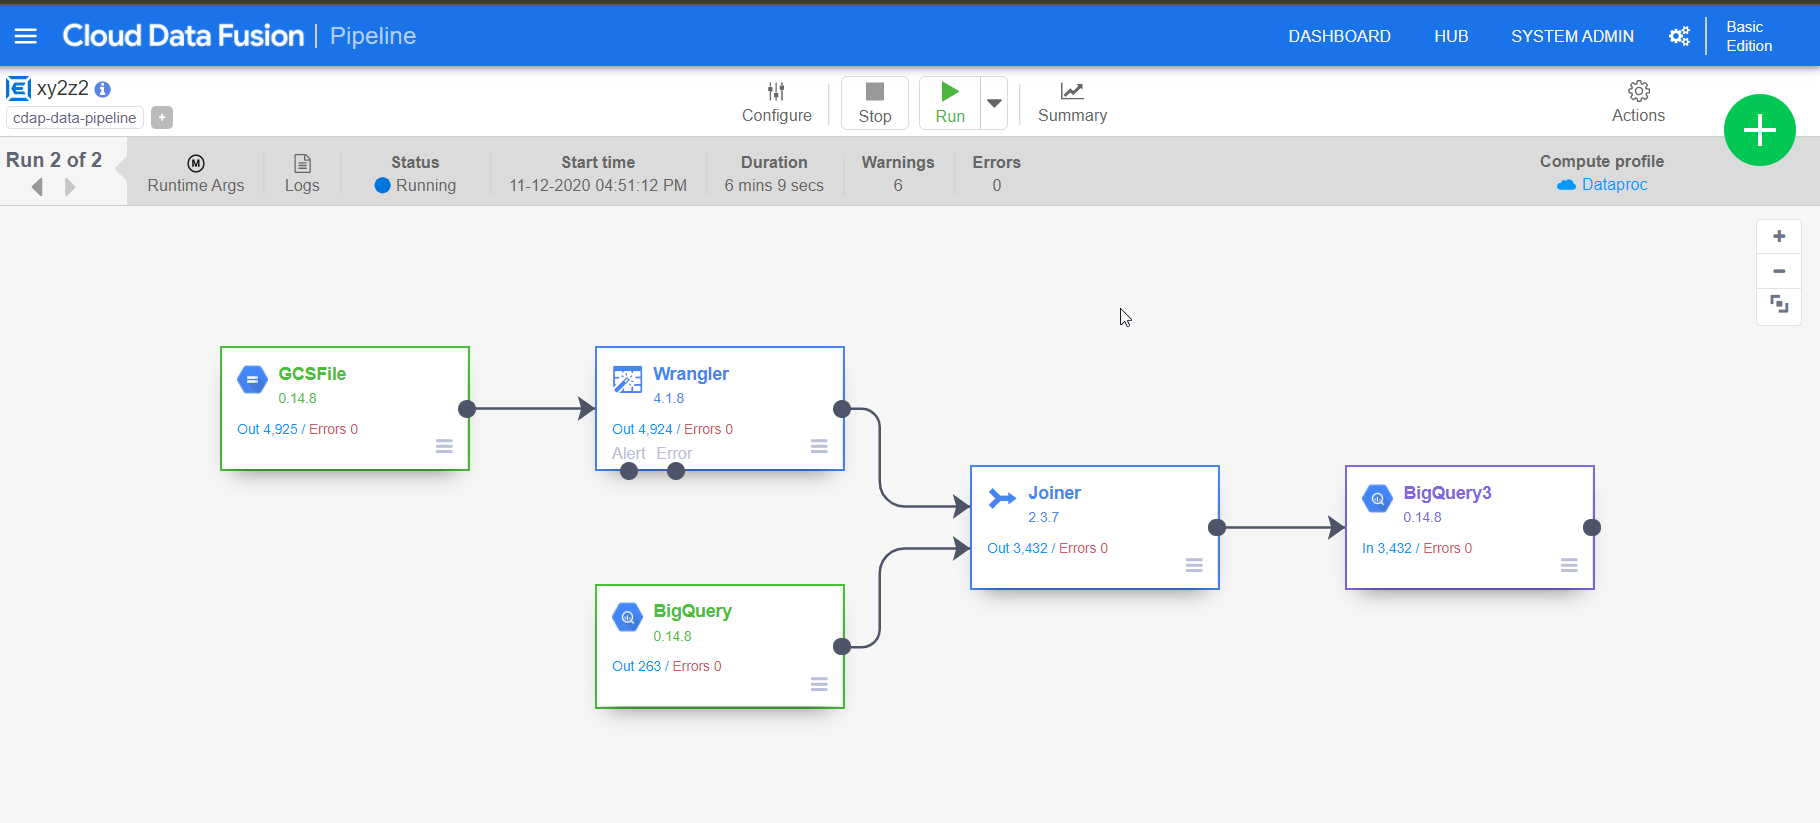 Cloud Data Fusion | Pipeline
DASHBOARD
HUB
SYSTEM ADMIN
Basic
Edition
xy2z2
cdap-data-pipeline
Configure
Stop
Run
Summary
Actions
Run 2 of 2
M
Runtime Args
Logs
Status
Running
Start time
11-12-2020 04:51:12 PM
Duration
6 mins 9 secs
Warnings
6
Errors
0
Compute profile
Dataproc
GCSFile
0.14.8
Out 4,925 / Errors 0
Wrangler
4.1.8
Out 4,924 / Errors 0
Alert Error
Joiner
2.3.7
Out 3,432 / Errors 0
BigQuery3
0.14.8
In 3,432 / Errors 0
BigQuery
0.14.8
Out 263 / Errors 0